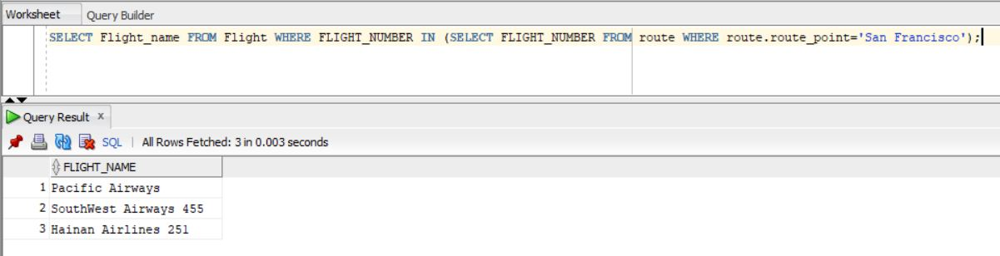 Worksheet Query Builder
SELECT Flight_name FROM Flight WHERE FLIGHT_NUMBER IN (SELECT FLIGHT_NUMBER FROM route WHERE route.route_point='San Francisco');
Query Result x
SQL | All Rows Fetched: 3 in 0.003 seconds
FLIGHT_NAME
1 Pacific Airways
2 SouthWest Airways 455
3 Hainan Airlines 251